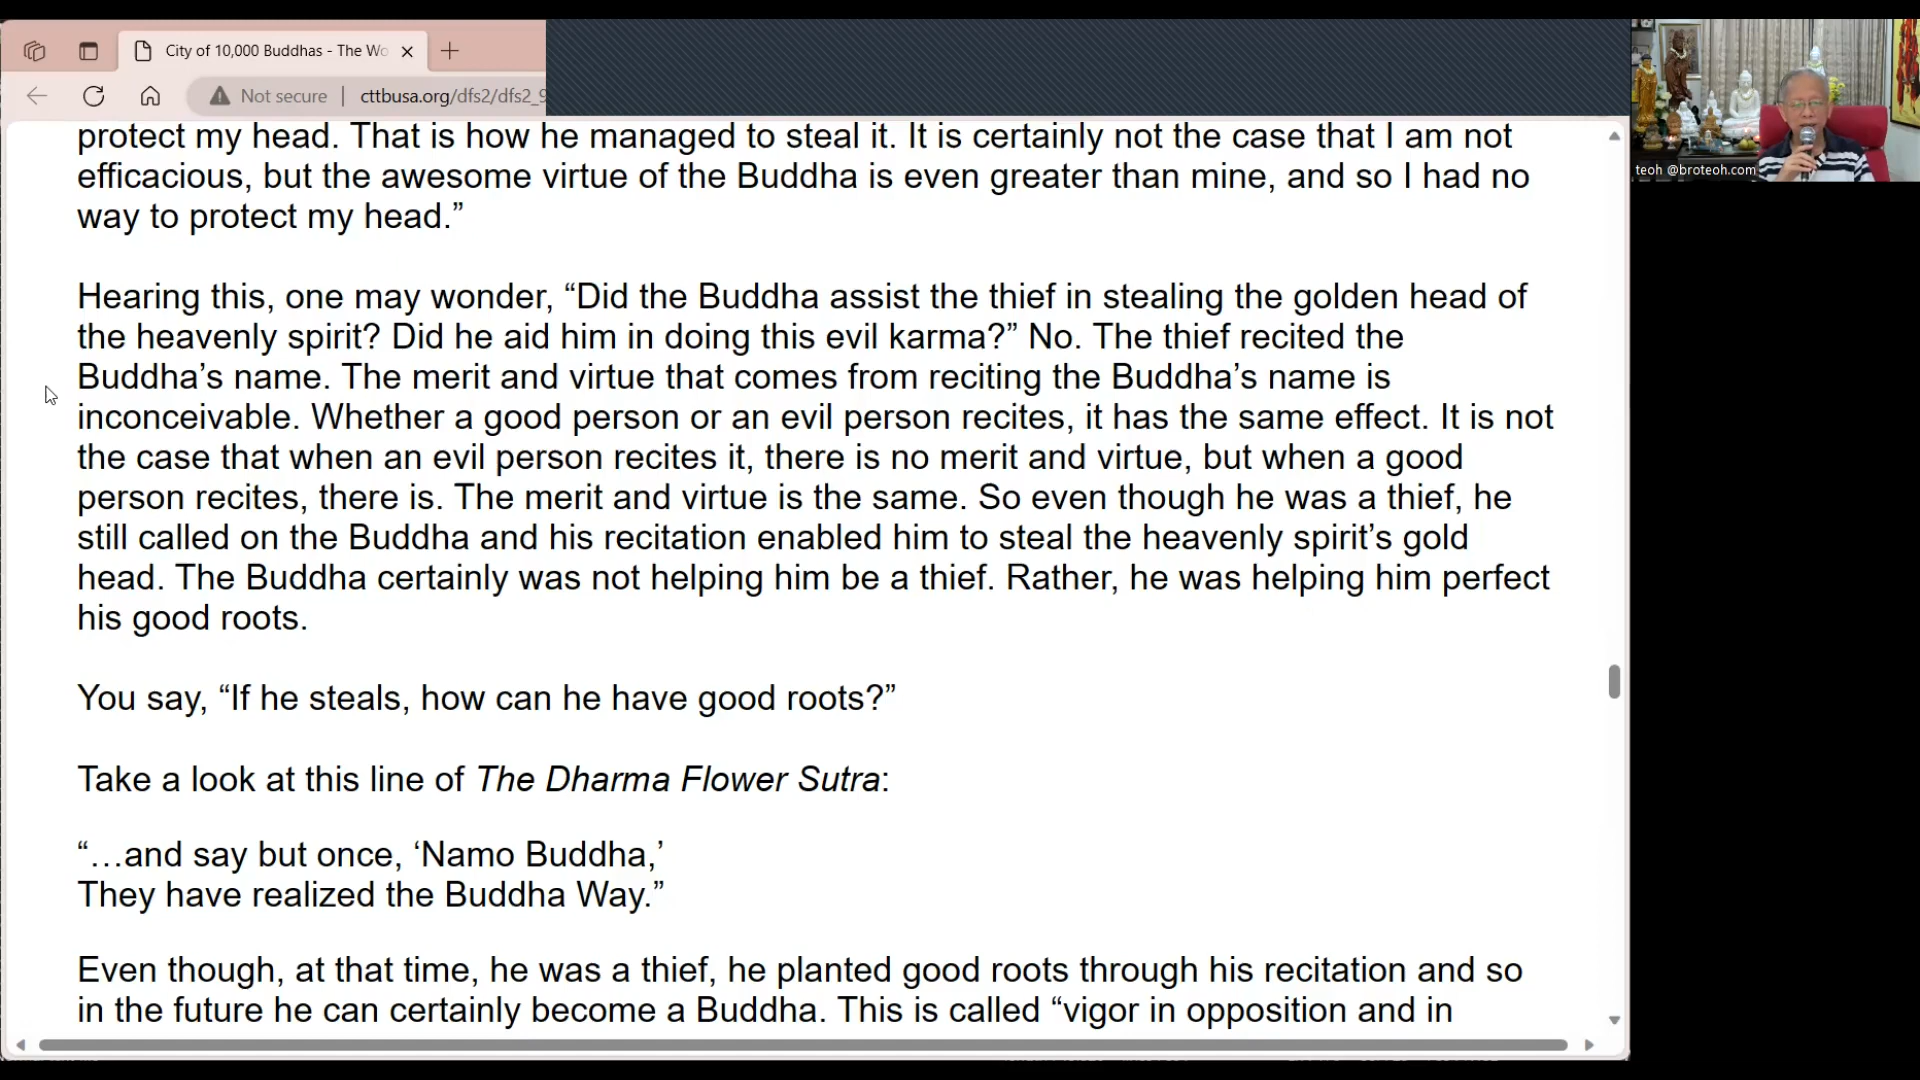 City of 10,000 Buddhas - The Wo
Not secure | cttbusa.org/dfs2/dfs2_9
teoh @broteoh.com
protect my head. That is how he managed to steal it. It is certainly not the case that I am not
efficacious, but the awesome virtue of the Buddha is even greater than mine, and so I had no
way to protect my head.”
Hearing this, one may wonder, “Did the Buddha assist the thief in stealing the golden head of
the heavenly spirit? Did he aid him in doing this evil karma?” No. The thief recited the
Buddha’s name. The merit and virtue that comes from reciting the Buddha’s name is
inconceivable. Whether a good person or an evil person recites, it has the same effect. It is not
the case that when an evil person recites it, there is no merit and virtue, but when a good
person recites, there is. The merit and virtue is the same. So even though he was a thief, he
still called on the Buddha and his recitation enabled him to steal the heavenly spirit’s gold
head. The Buddha certainly was not helping him be a thief. Rather, he was helping him perfect
his good roots.
You say, “If he steals, how can he have good roots?”
Take a look at this line of The Dharma Flower Sutra:
“…and say but once, ‘Namo Buddha,’
They have realized the Buddha Way.”
Even though, at that time, he was a thief, he planted good roots through his recitation and so
in the future he can certainly become a Buddha. This is called “vigor in opposition and in